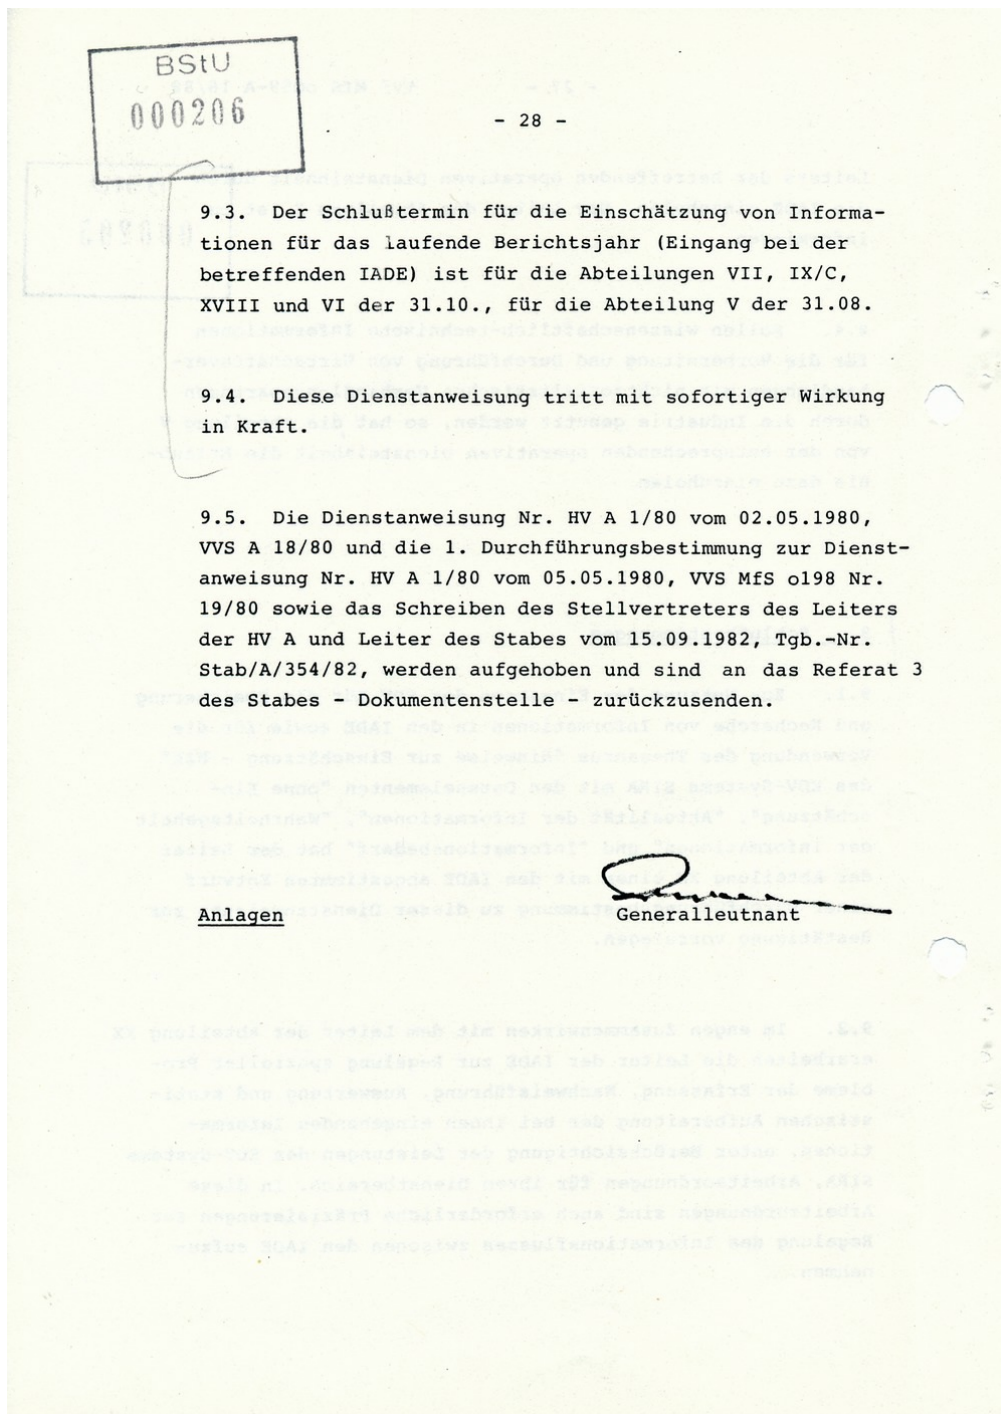 BStU
000206
- 28 -
9.3. Der Schlußtermin für die Einschätzung von Informa-
tionen für das laufende Berichtsjahr (Eingang bei der
betreffenden IADE) ist für die Abteilungen VII, IX/C,
XVIII und VI der 31.10., für die Abteilung V der 31.08.
9.4. Diese Dienstanweisung tritt mit sofortiger Wirkung
in Kraft.
9.5. Die Dienstanweisung Nr. HV A 1/80 vom 02.05.1980,
VVS A 18/80 und die 1. Durchführungsbestimmung zur Dienst-
anweisung Nr. HV A 1/80 vom 05.05.1980, VVS MfS o198 Nr.
19/80 sowie das Schreiben des Stellvertreters des Leiters
der HV A und Leiter des Stabes vom 15.09.1982, Tgb.-Nr.
Stab/A/354/82, werden aufgehoben und sind an das Referat 3
des Stabes - Dokumentenstelle - zurückzusenden.
Anlagen
Generalleutnant